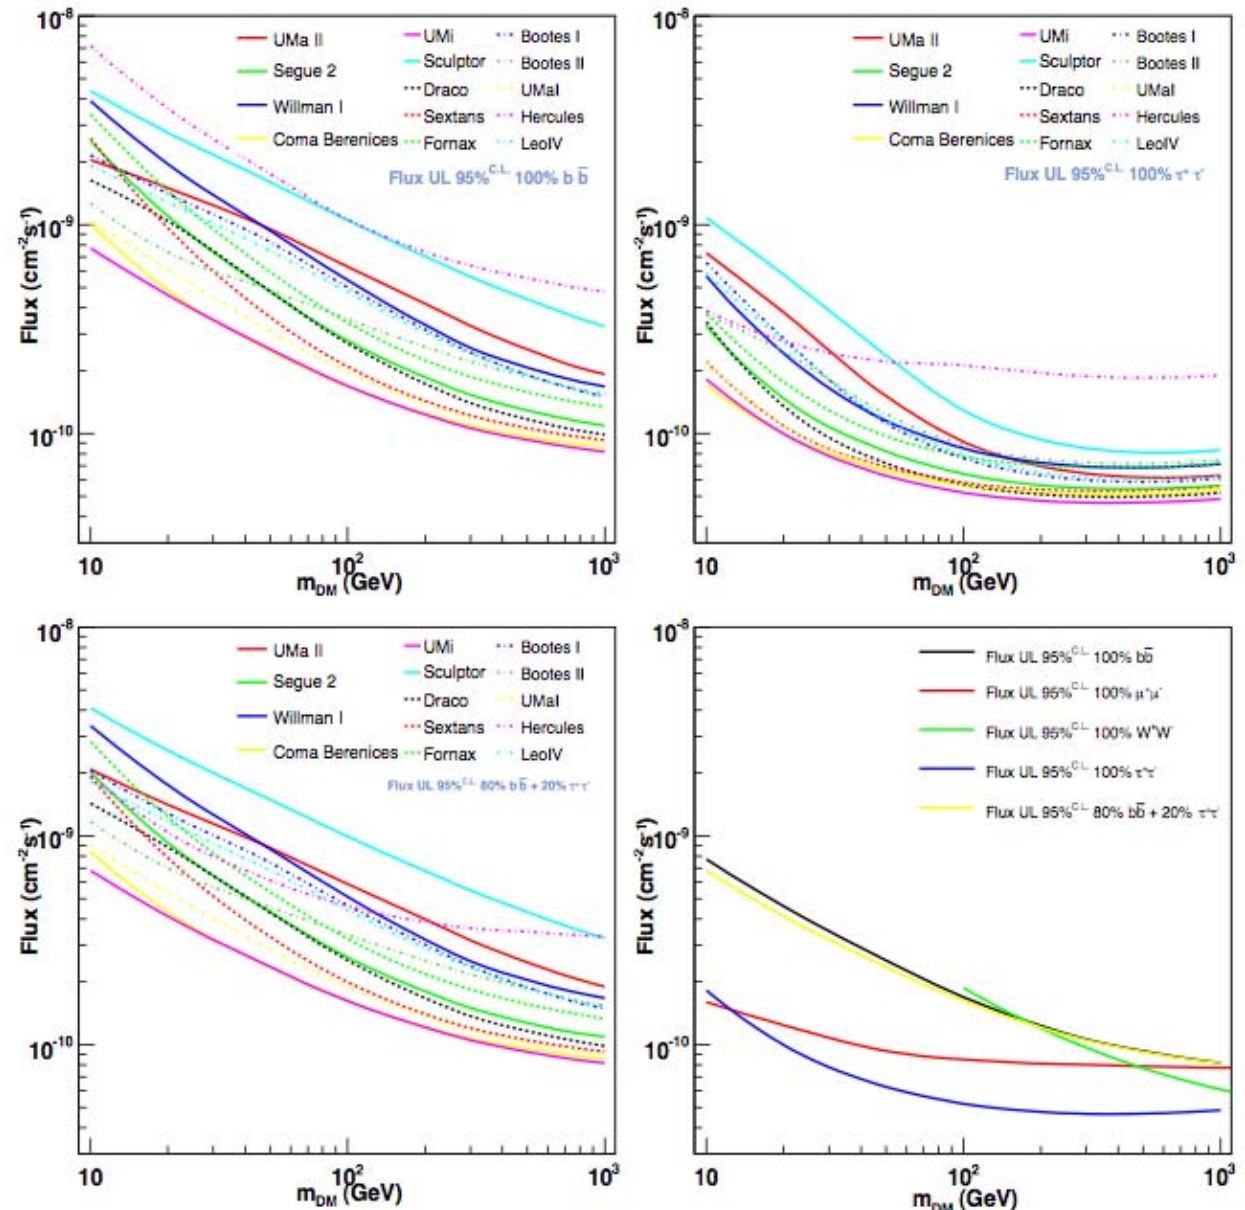 10⁻⁸
UMa II
Segue 2
Willman I
Coma Berenices
UMi
Sculptor
Draco
Sextans
Fornax
Bootes I
Bootes II
UMaI
Hercules
LeoIV
Flux UL 95%^C.L. 100% b b̅
Flux (cm⁻²s⁻¹)
10⁻⁹
10⁻¹⁰
10
10²
10³
m_DM (GeV)
10⁻⁸
UMa II
Segue 2
Willman I
Coma Berenices
UMi
Sculptor
Draco
Sextans
Fornax
Bootes I
Bootes II
UMaI
Hercules
LeoIV
Flux UL 95%^C.L. 100% τ⁺ τ⁻
Flux (cm⁻²s⁻¹)
10⁻⁹
10⁻¹⁰
10
10²
10³
m_DM (GeV)
10⁻⁸
UMa II
Segue 2
Willman I
Coma Berenices
UMi
Sculptor
Draco
Sextans
Fornax
Bootes I
Bootes II
UMaI
Hercules
LeoIV
Flux UL 95%^C.L. 80% b b̅ + 20% τ⁺ τ⁻
Flux (cm⁻²s⁻¹)
10⁻⁹
10⁻¹⁰
10
10²
10³
m_DM (GeV)
10⁻⁸
Flux UL 95%^C.L. 100% bb̅
Flux UL 95%^C.L. 100% μ⁺μ⁻
Flux UL 95%^C.L. 100% W⁺W⁻
Flux UL 95%^C.L. 100% τ⁺τ⁻
Flux UL 95%^C.L. 80% bb̅ + 20% τ⁺τ⁻
Flux (cm⁻²s⁻¹)
10⁻⁹
10⁻¹⁰
10
10²
10³
m_DM (GeV)